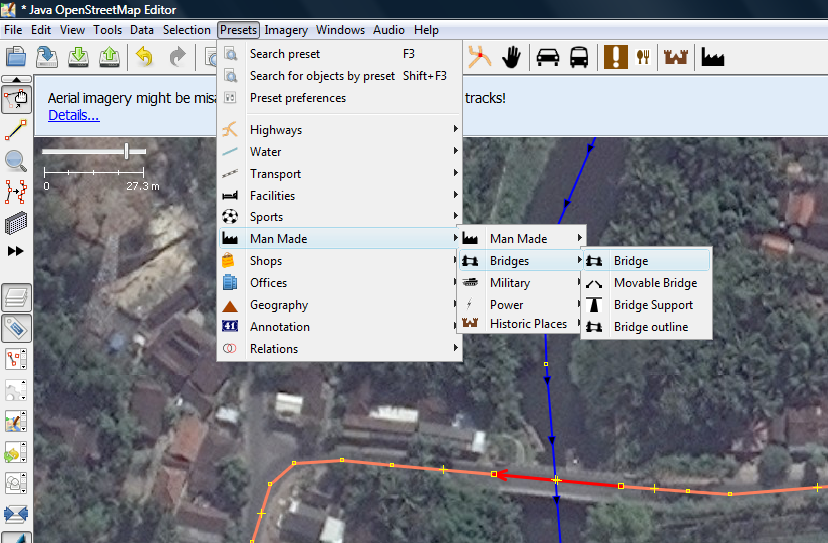 * Java OpenStreetMap Editor
File Edit View Tools Data Selection Presets Imagery Windows Audio Help
Search preset F3
Search for objects by preset Shift+F3
Preset preferences
Aerial imagery might be misa
tracks!
Details...
Highways
Water
Transport
Facilities
Sports
Man Made
Shops
Offices
Geography
41 Annotation
Relations
Man Made
Bridges
Military
Power
Historic Places
Bridge
Movable Bridge
Bridge Support
Bridge outline
0 27.3 m